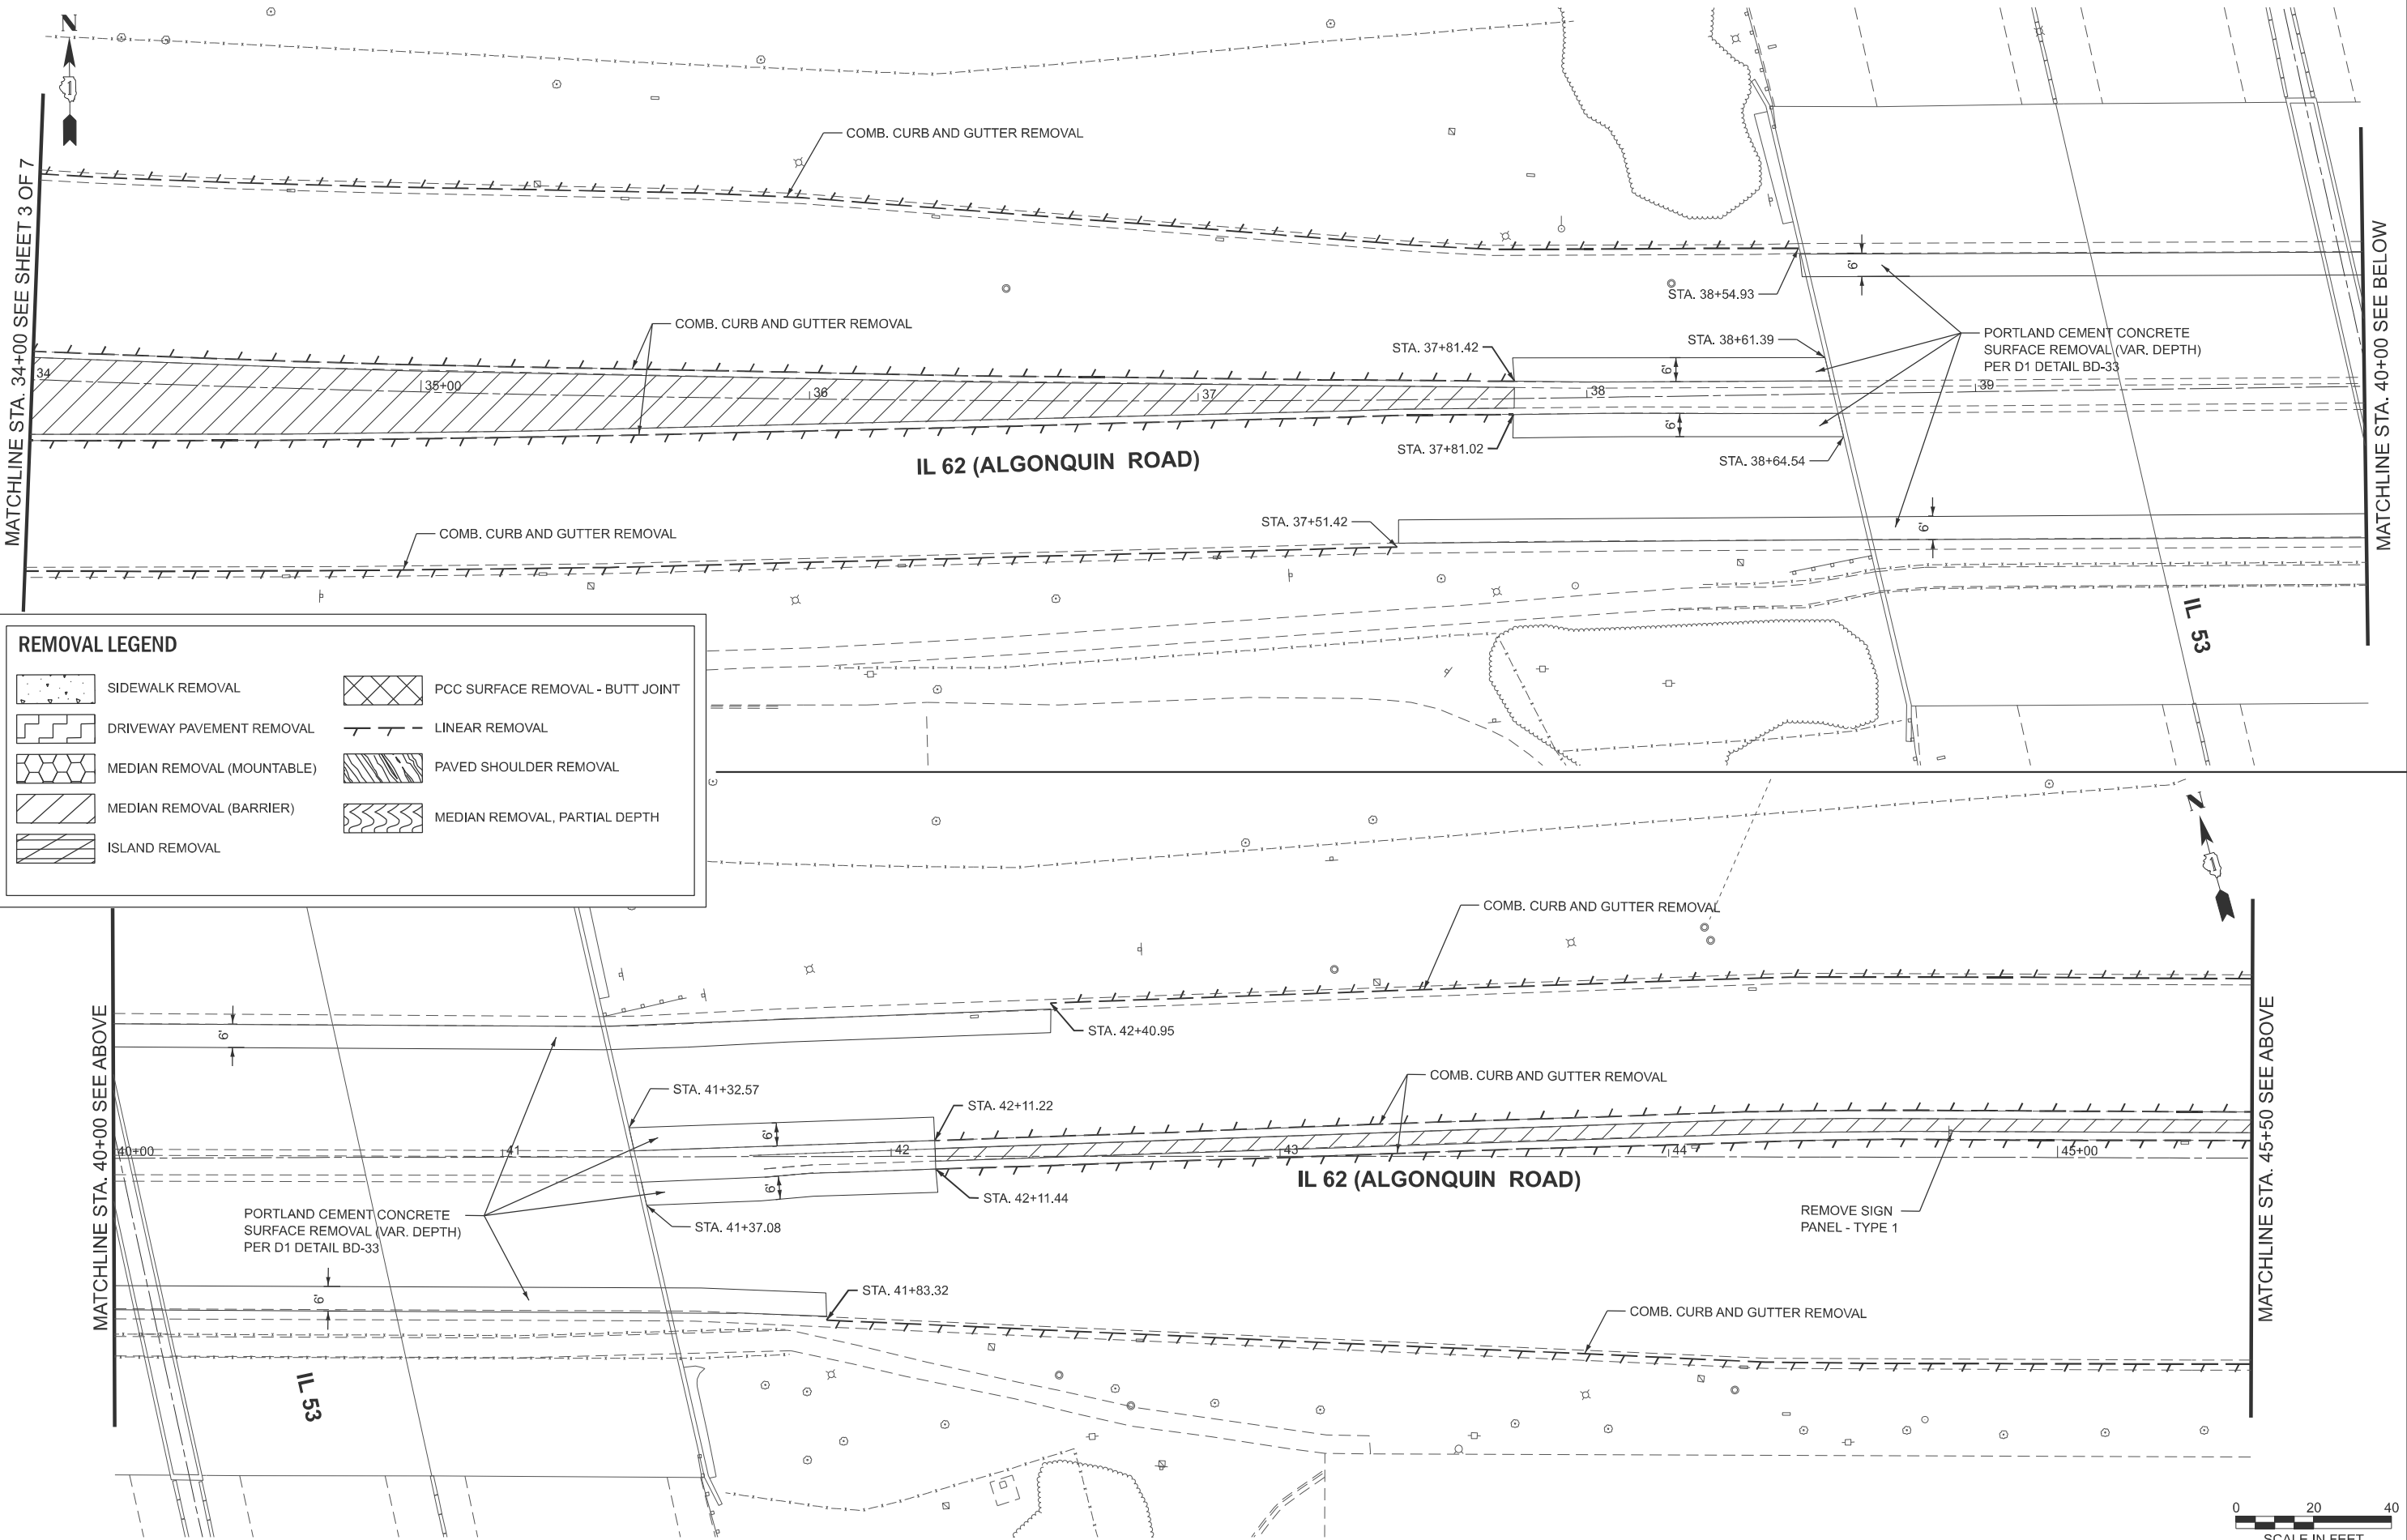 N
1
MATCHLINE STA. 34+00 SEE SHEET 3 OF 7
COMB. CURB AND GUTTER REMOVAL
6'
STA. 38+54.93
COMB. CURB AND GUTTER REMOVAL
STA. 37+81.42
STA. 38+61.39
PORTLAND CEMENT CONCRETE
SURFACE REMOVAL (VAR. DEPTH)
PER D1 DETAIL BD-33
34
35+00
36
37
38
39
6'
6'
STA. 37+81.02
STA. 38+64.54
IL 62 (ALGONQUIN ROAD)
COMB. CURB AND GUTTER REMOVAL
STA. 37+51.42
6'
IL 53
MATCHLINE STA. 40+00 SEE BELOW
REMOVAL LEGEND
SIDEWALK REMOVAL
DRIVEWAY PAVEMENT REMOVAL
MEDIAN REMOVAL (MOUNTABLE)
MEDIAN REMOVAL (BARRIER)
ISLAND REMOVAL
PCC SURFACE REMOVAL - BUTT JOINT
LINEAR REMOVAL
PAVED SHOULDER REMOVAL
MEDIAN REMOVAL, PARTIAL DEPTH
N
1
MATCHLINE STA. 40+00 SEE ABOVE
COMB. CURB AND GUTTER REMOVAL
6'
STA. 42+40.95
STA. 41+32.57
STA. 42+11.22
COMB. CURB AND GUTTER REMOVAL
6'
40+00
41
42
43
44
45+00
6'
STA. 42+11.44
IL 62 (ALGONQUIN ROAD)
STA. 41+37.08
PORTLAND CEMENT CONCRETE
SURFACE REMOVAL (VAR. DEPTH)
PER D1 DETAIL BD-33
REMOVE SIGN
PANEL - TYPE 1
6'
STA. 41+83.32
COMB. CURB AND GUTTER REMOVAL
IL 53
MATCHLINE STA. 45+50 SEE ABOVE
0 20 40
SCALE IN FEET